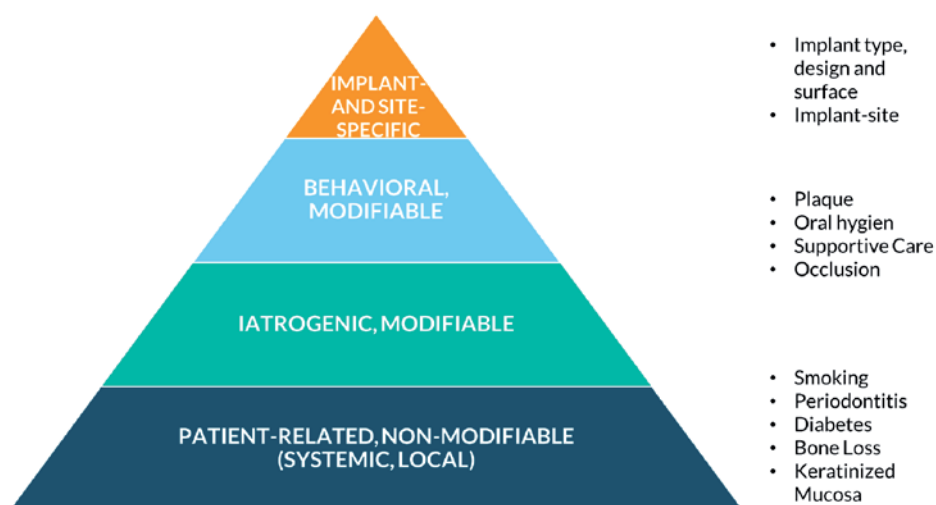 IMPLANT-
AND SITE-
SPECIFIC
• Implant type,
design and
surface
• Implant-site
BEHAVIORAL,
MODIFIABLE
• Plaque
• Oral hygien
• Supportive Care
• Occlusion
IATROGENIC, MODIFIABLE
PATIENT-RELATED, NON-MODIFIABLE
(SYSTEMIC, LOCAL)
• Smoking
• Periodontitis
• Diabetes
• Bone Loss
• Keratinized
Mucosa